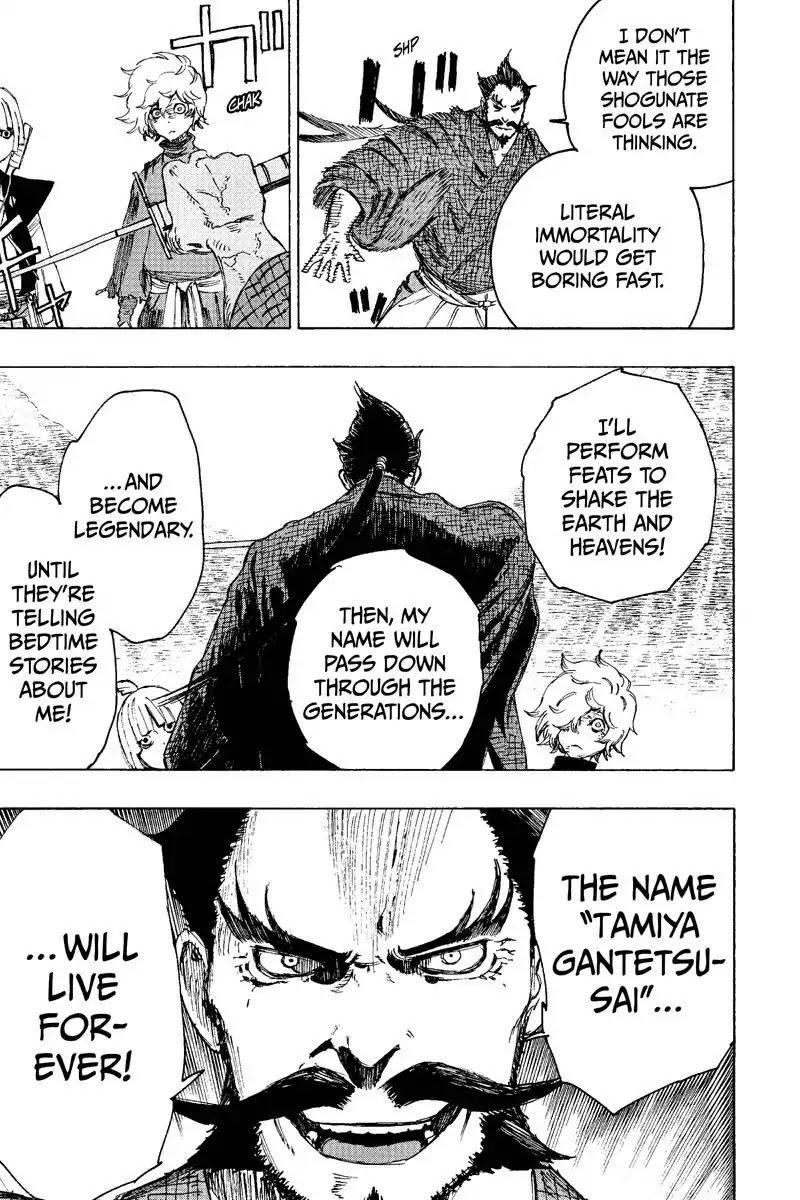 I DON'T
MEAN IT THE
WAY THOSE
SHOGUNATE
FOOLS ARE
THINKING.
LITERAL
IMMORTALITY
WOULD GET
BORING FAST.
SHP
CHAK
I'LL
PERFORM
FEATS TO
SHAKE THE
EARTH AND
HEAVENS!
THEN, MY
NAME WILL
PASS DOWN
THROUGH THE
GENERATIONS...
...AND
BECOME
LEGENDARY.
UNTIL
THEY'RE
TELLING
BEDTIME
STORIES
ABOUT
ME!
THE NAME
"TAMIYA
GANTETSU-
SAI"...
...WILL
LIVE
FOR-
EVER!